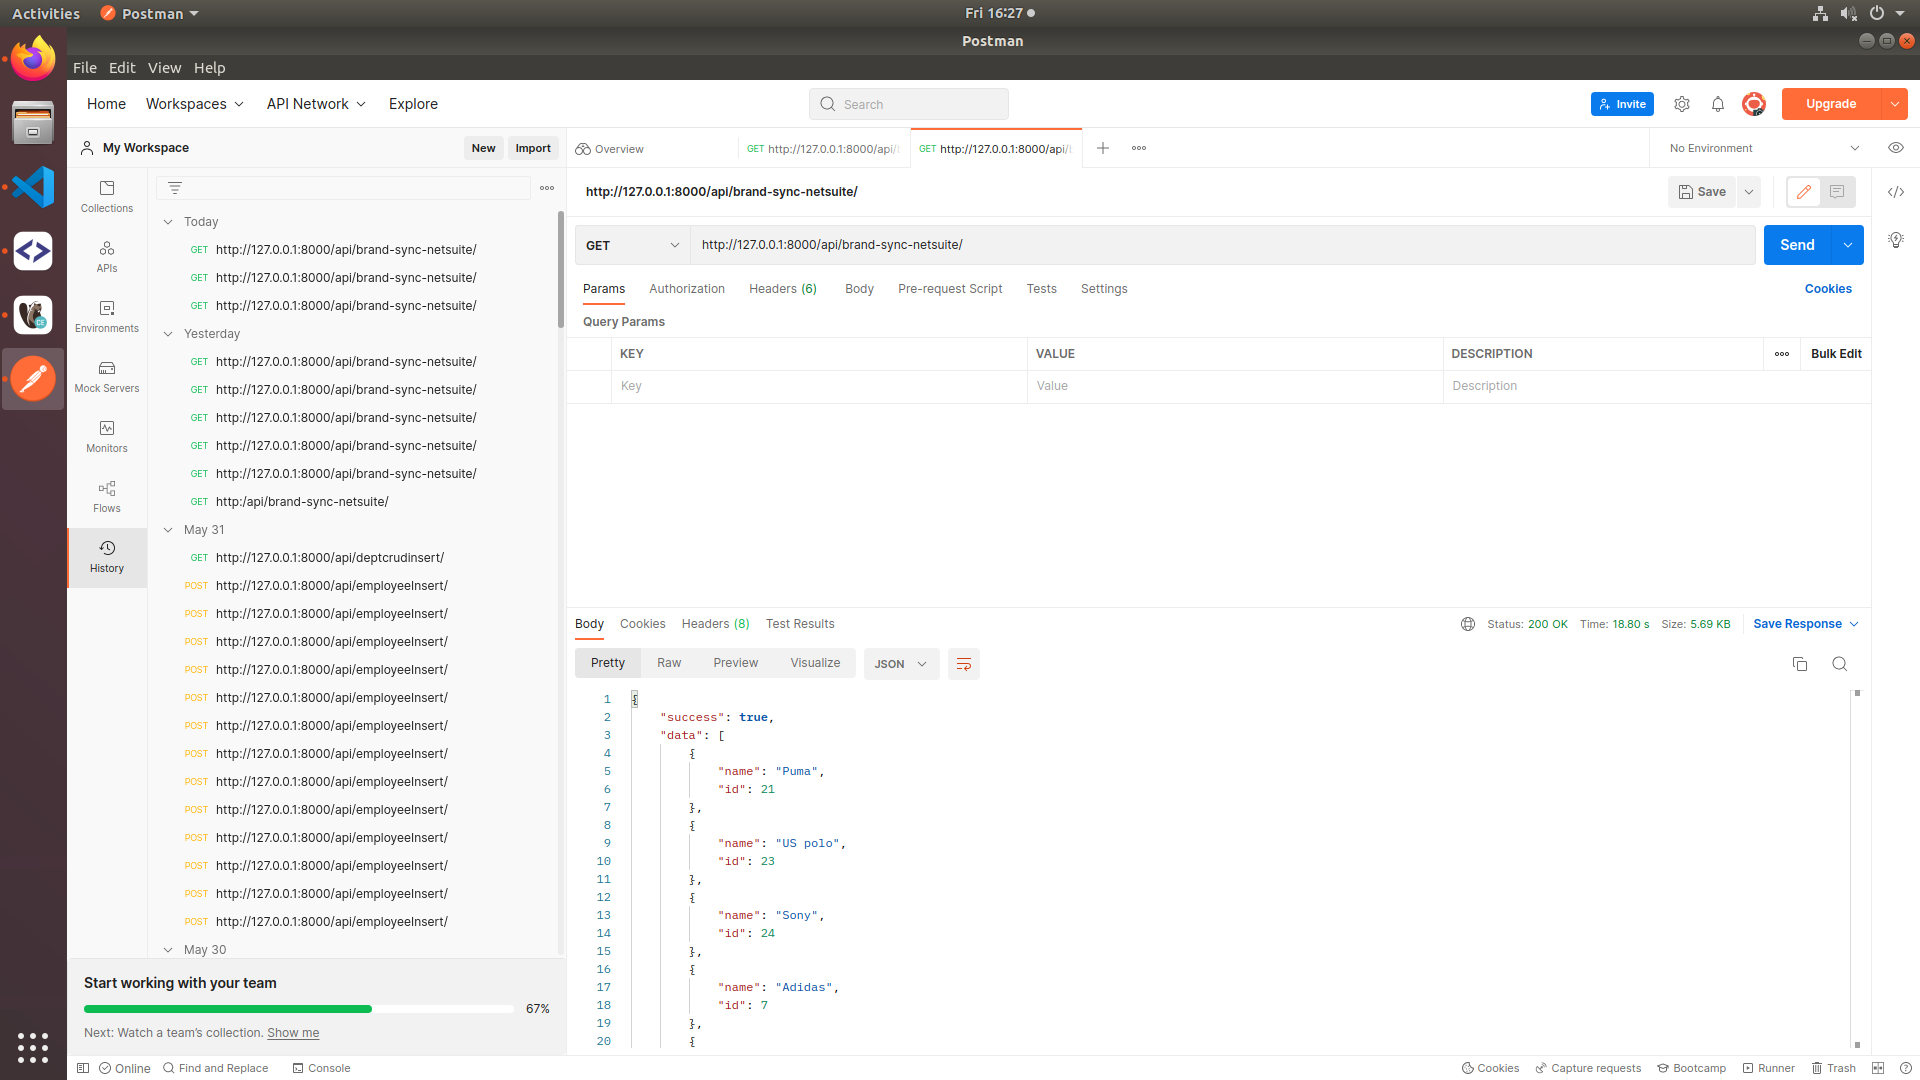 Activities
Postman
Fri 16:27
Postman
File Edit View Help
Home Workspaces API Network Explore
Search
Invite
Upgrade
My Workspace
New Import
Overview
GET http://127.0.0.1:8000/api/
GET http://127.0.0.1:8000/api/
No Environment
Collections
APIs
Environments
Mock Servers
Monitors
Flows
History
Today
GET http://127.0.0.1:8000/api/brand-sync-netsuite/
GET http://127.0.0.1:8000/api/brand-sync-netsuite/
GET http://127.0.0.1:8000/api/brand-sync-netsuite/
Yesterday
GET http://127.0.0.1:8000/api/brand-sync-netsuite/
GET http://127.0.0.1:8000/api/brand-sync-netsuite/
GET http://127.0.0.1:8000/api/brand-sync-netsuite/
GET http://127.0.0.1:8000/api/brand-sync-netsuite/
GET http://127.0.0.1:8000/api/brand-sync-netsuite/
GET http:/api/brand-sync-netsuite/
May 31
GET http://127.0.0.1:8000/api/deptcrudinsert/
POST http://127.0.0.1:8000/api/employeeInsert/
POST http://127.0.0.1:8000/api/employeeInsert/
POST http://127.0.0.1:8000/api/employeeInsert/
POST http://127.0.0.1:8000/api/employeeInsert/
POST http://127.0.0.1:8000/api/employeeInsert/
POST http://127.0.0.1:8000/api/employeeInsert/
POST http://127.0.0.1:8000/api/employeeInsert/
POST http://127.0.0.1:8000/api/employeeInsert/
POST http://127.0.0.1:8000/api/employeeInsert/
POST http://127.0.0.1:8000/api/employeeInsert/
POST http://127.0.0.1:8000/api/employeeInsert/
POST http://127.0.0.1:8000/api/employeeInsert/
POST http://127.0.0.1:8000/api/employeeInsert/
May 30
Start working with your team
67%
Next: Watch a team's collection. Show me
http://127.0.0.1:8000/api/brand-sync-netsuite/
Save
GET http://127.0.0.1:8000/api/brand-sync-netsuite/
Send
Params Authorization Headers (6) Body Pre-request Script Tests Settings
Cookies
Query Params
KEY VALUE DESCRIPTION
Bulk Edit
Key Value Description
Body Cookies Headers (8) Test Results
Status: 200 OK Time: 18.80 s Size: 5.69 KB
Save Response
Pretty Raw Preview Visualize JSON
1 {
2 "success": true,
3 "data": [
4 {
5 "name": "Puma",
6 "id": 21
7 },
8 {
9 "name": "US polo",
10 "id": 23
11 },
12 {
13 "name": "Sony",
14 "id": 24
15 },
16 {
17 "name": "Adidas",
18 "id": 7
19 },
20 {
Online Find and Replace Console
Cookies Capture requests Bootcamp Runner Trash